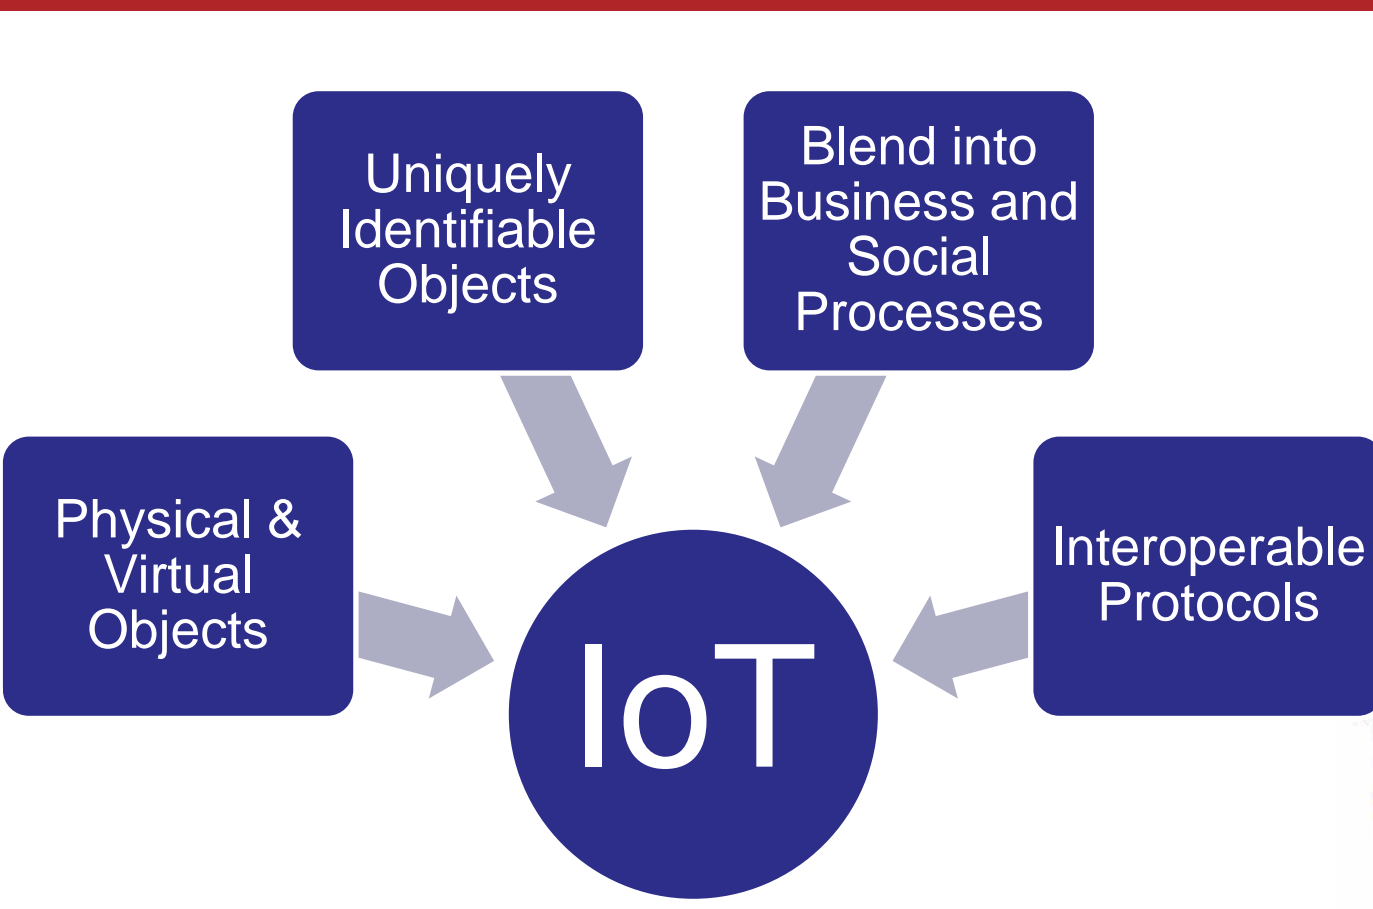 Uniquely
Identifiable
Objects
Blend into
Business and
Social
Processes
Physical &
Virtual
Objects
Interoperable
Protocols
IoT